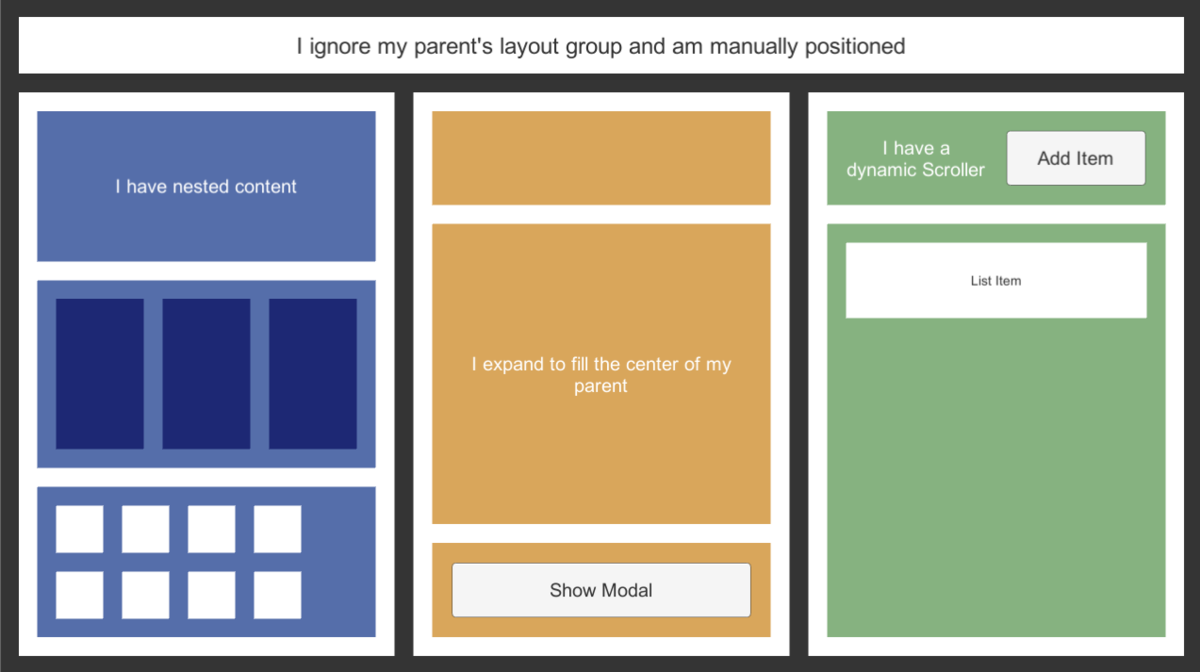 I ignore my parent's layout group and am manually positioned
I have nested content
I expand to fill the center of my
parent
Show Modal
I have a
dynamic Scroller
Add Item
List Item